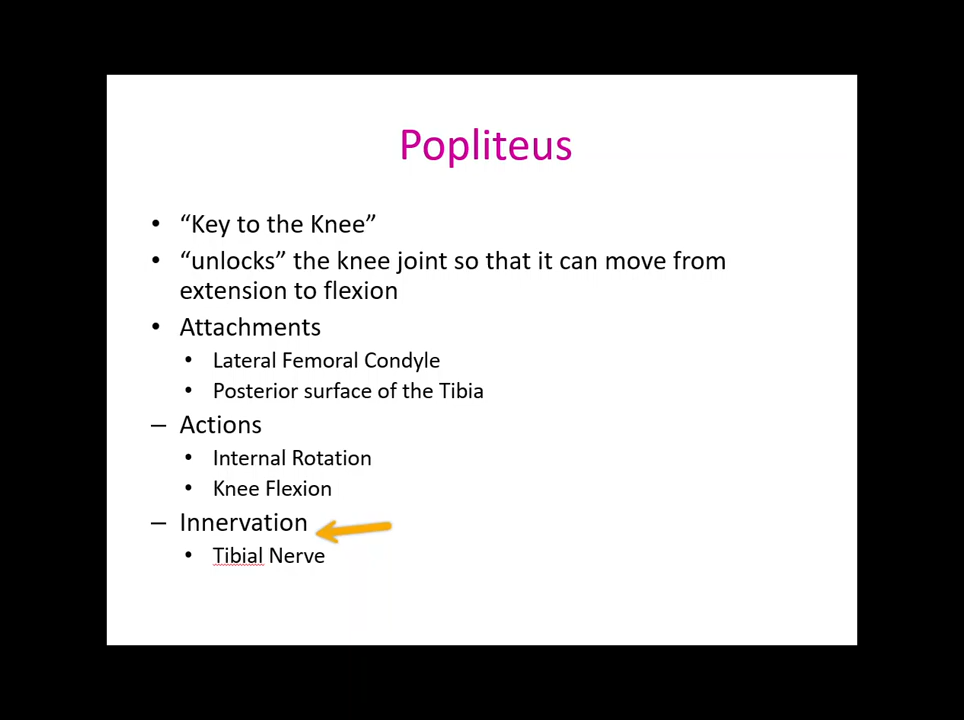 Popliteus
• “Key to the Knee”
• “unlocks” the knee joint so that it can move from
extension to flexion
• Attachments
• Lateral Femoral Condyle
• Posterior surface of the Tibia
– Actions
• Internal Rotation
• Knee Flexion
– Innervation
• Tibial Nerve